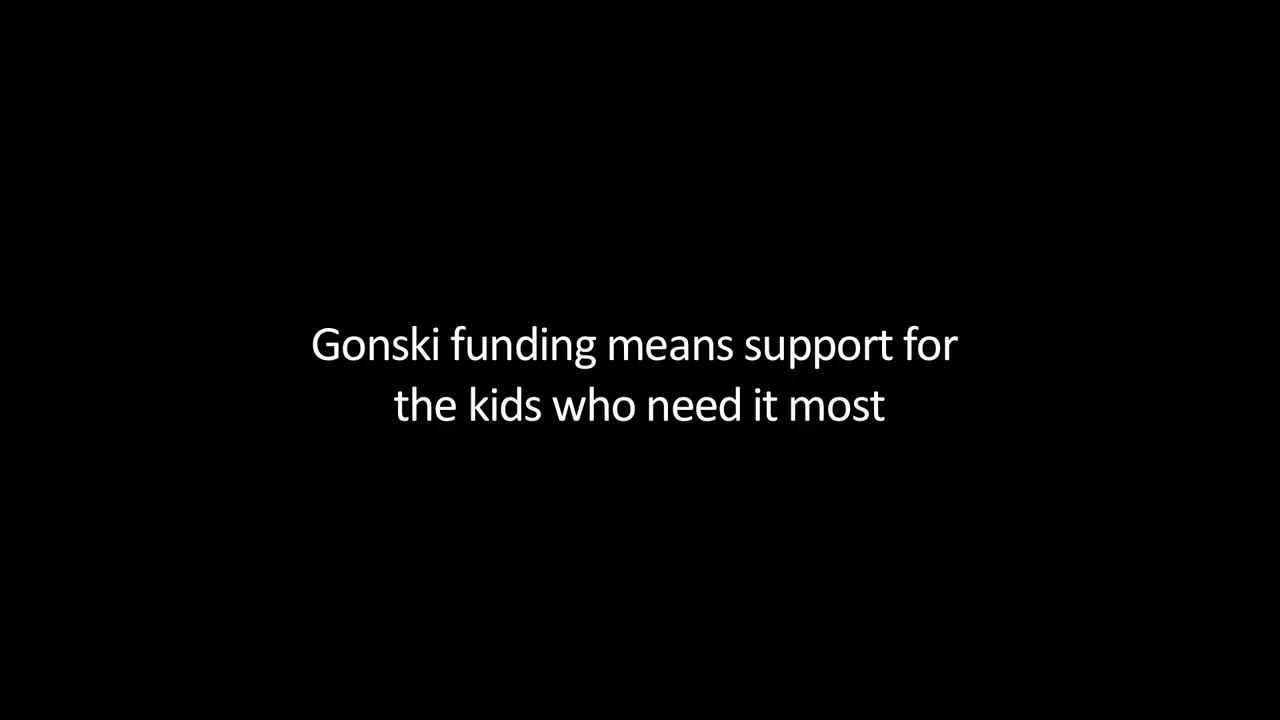 Gonski funding means support for
the kids who need it most